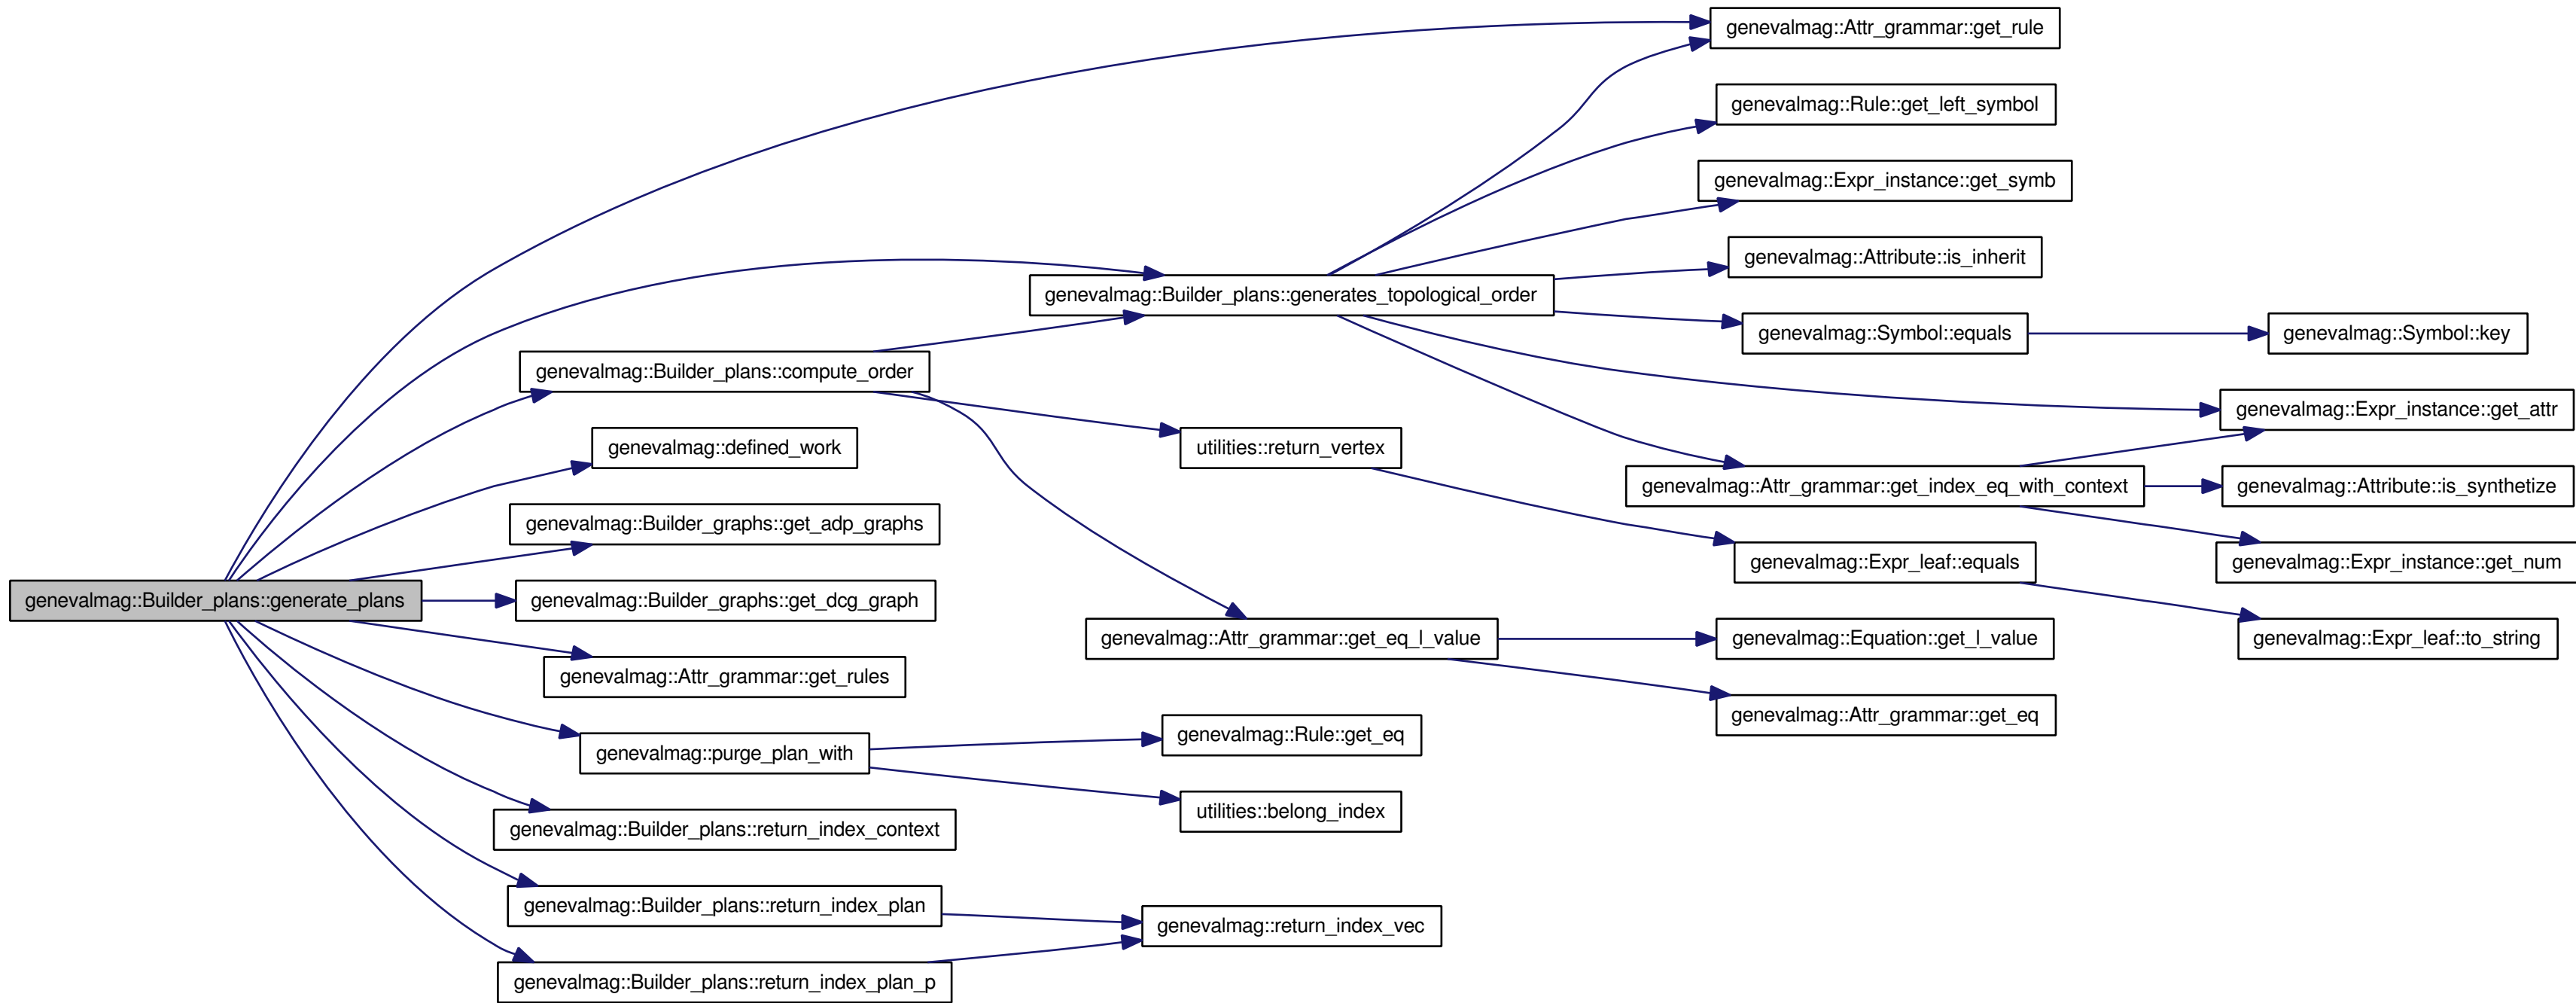 genevalmag::Attr_grammar::get_rule
genevalmag::Rule::get_left_symbol
genevalmag::Expr_instance::get_symb
genevalmag::Attribute::is_inherit
genevalmag::Builder_plans::generates_topological_order
genevalmag::Symbol::equals
genevalmag::Symbol::key
genevalmag::Builder_plans::compute_order
genevalmag::Expr_instance::get_attr
genevalmag::defined_work
utilities::return_vertex
genevalmag::Attr_grammar::get_index_eq_with_context
genevalmag::Attribute::is_synthetize
genevalmag::Builder_graphs::get_adp_graphs
genevalmag::Expr_leaf::equals
genevalmag::Expr_instance::get_num
genevalmag::Builder_plans::generate_plans
genevalmag::Builder_graphs::get_dcg_graph
genevalmag::Attr_grammar::get_eq_l_value
genevalmag::Equation::get_l_value
genevalmag::Expr_leaf::to_string
genevalmag::Attr_grammar::get_rules
genevalmag::Attr_grammar::get_eq
genevalmag::purge_plan_with
genevalmag::Rule::get_eq
utilities::belong_index
genevalmag::Builder_plans::return_index_context
genevalmag::Builder_plans::return_index_plan
genevalmag::return_index_vec
genevalmag::Builder_plans::return_index_plan_p